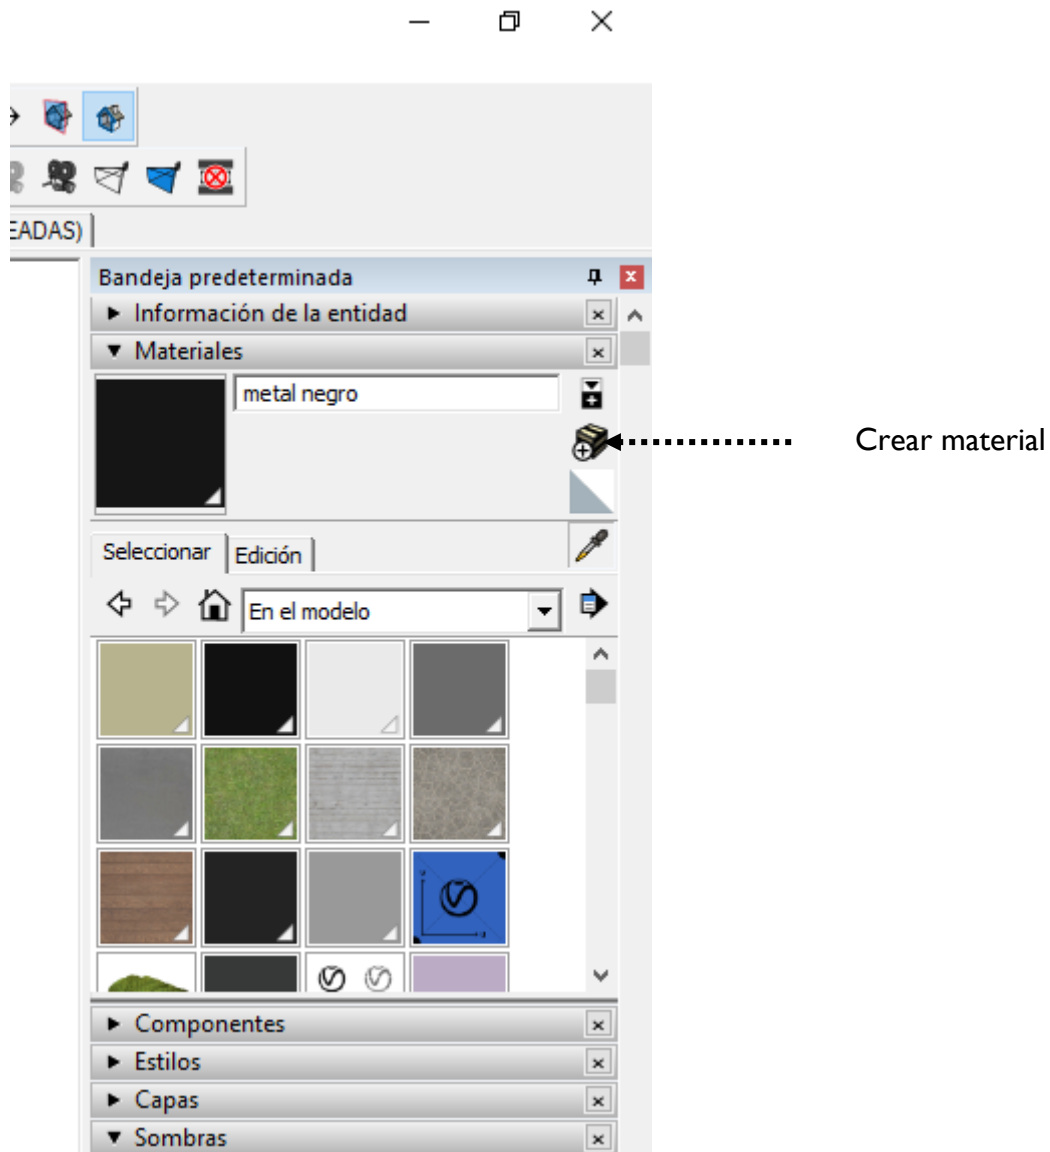 EADAS)
Bandeja predeterminada
Información de la entidad
Materiales
metal negro
Crear material
Seleccionar
Edición
En el modelo
Componentes
Estilos
Capas
Sombras